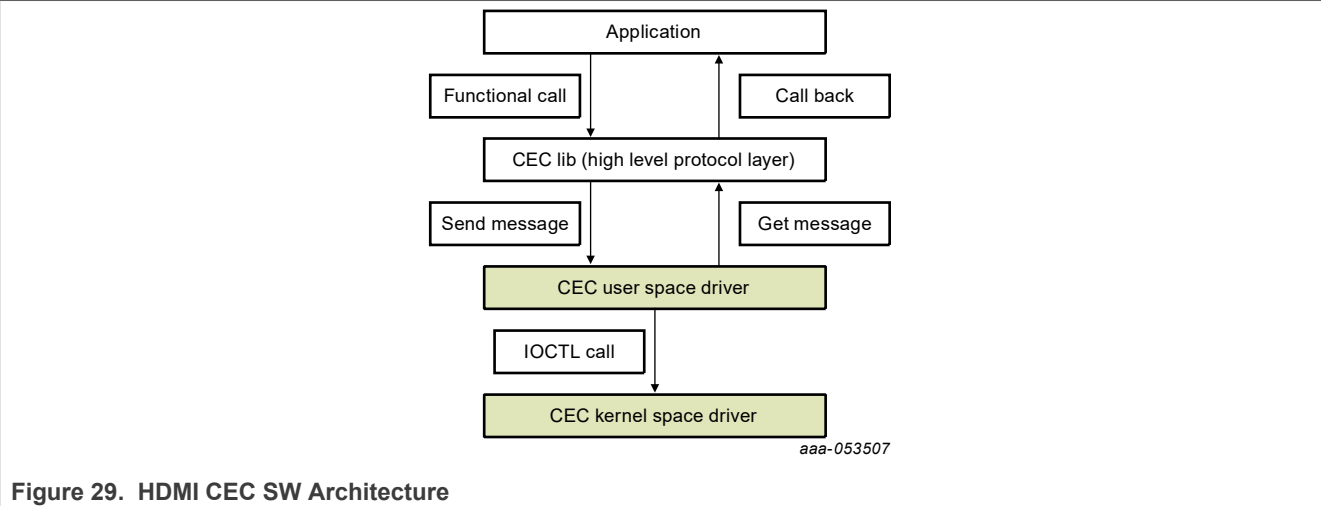 Application
Functional call
Call back
CEC lib (high level protocol layer)
Send message
Get message
CEC user space driver
IOCTL call
CEC kernel space driver
aaa-053507
Figure 29. HDMI CEC SW Architecture